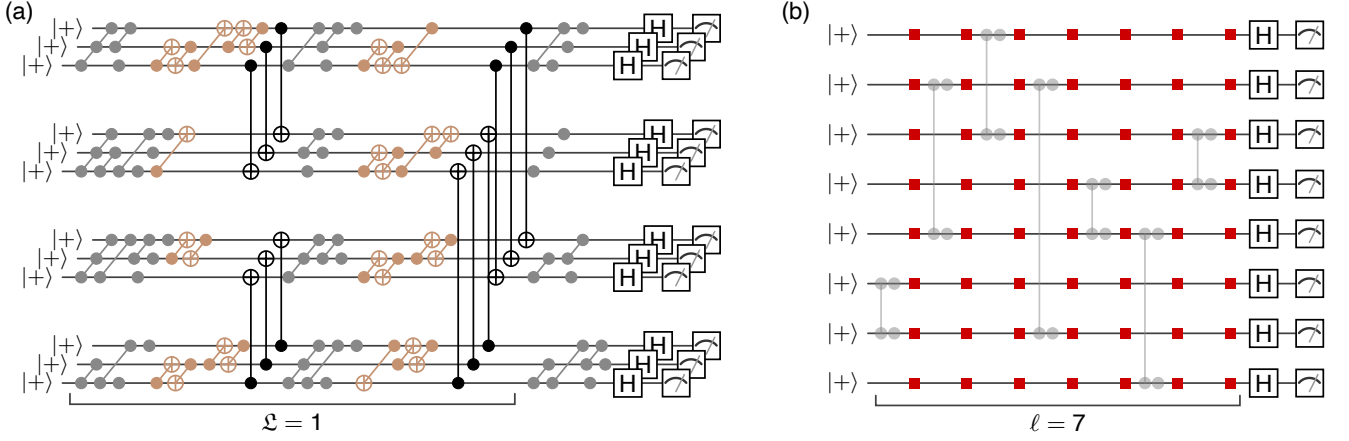 (a)
|+⟩ H
|+⟩ H
|+⟩ H
|+⟩ H
|+⟩ H
|+⟩ H
|+⟩ H
|+⟩ H
|+⟩ H
|+⟩ H
|+⟩ H
|+⟩ H
𝔏 = 1
(b)
|+⟩ H
|+⟩ H
|+⟩ H
|+⟩ H
|+⟩ H
|+⟩ H
|+⟩ H
|+⟩ H
ℓ = 7